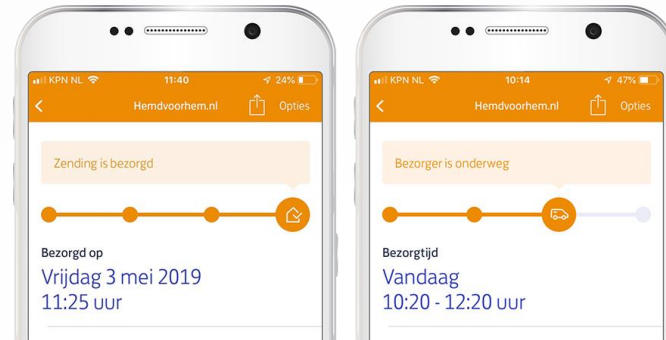 KPN NL 11:40 24%
Hemdvoorhem.nl Opties
Zending is bezorgd
Bezorgd op
Vrijdag 3 mei 2019
11:25 uur
KPN NL 10:14 47%
Hemdvoorhem.nl Opties
Bezorger is onderweg
Bezorgtijd
Vandaag
10:20 - 12:20 uur